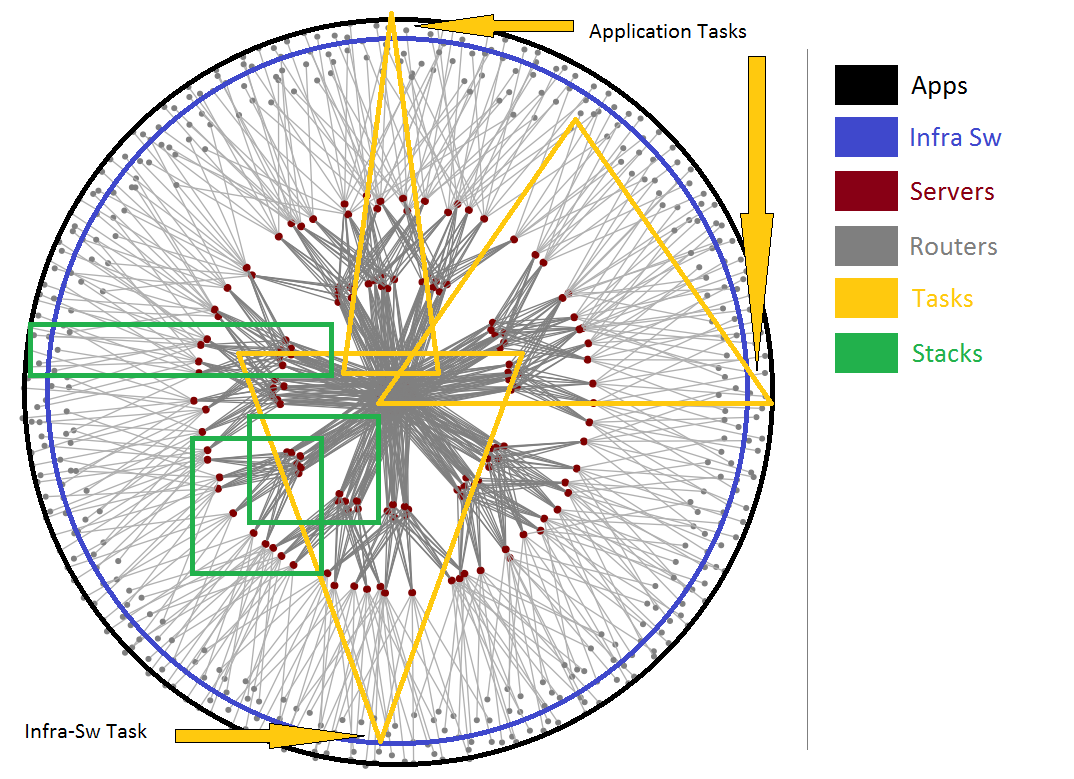 Application Tasks
Apps
Infra Sw
Servers
Routers
Tasks
Stacks
Infra-Sw Task